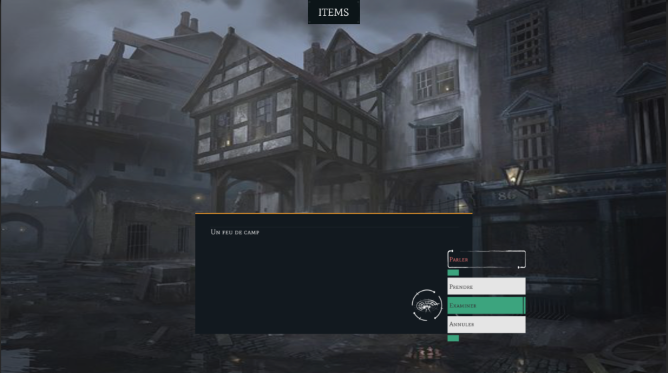 ITEMS
Un feu de camp
Parler
Prendre
Examiner
Annuler